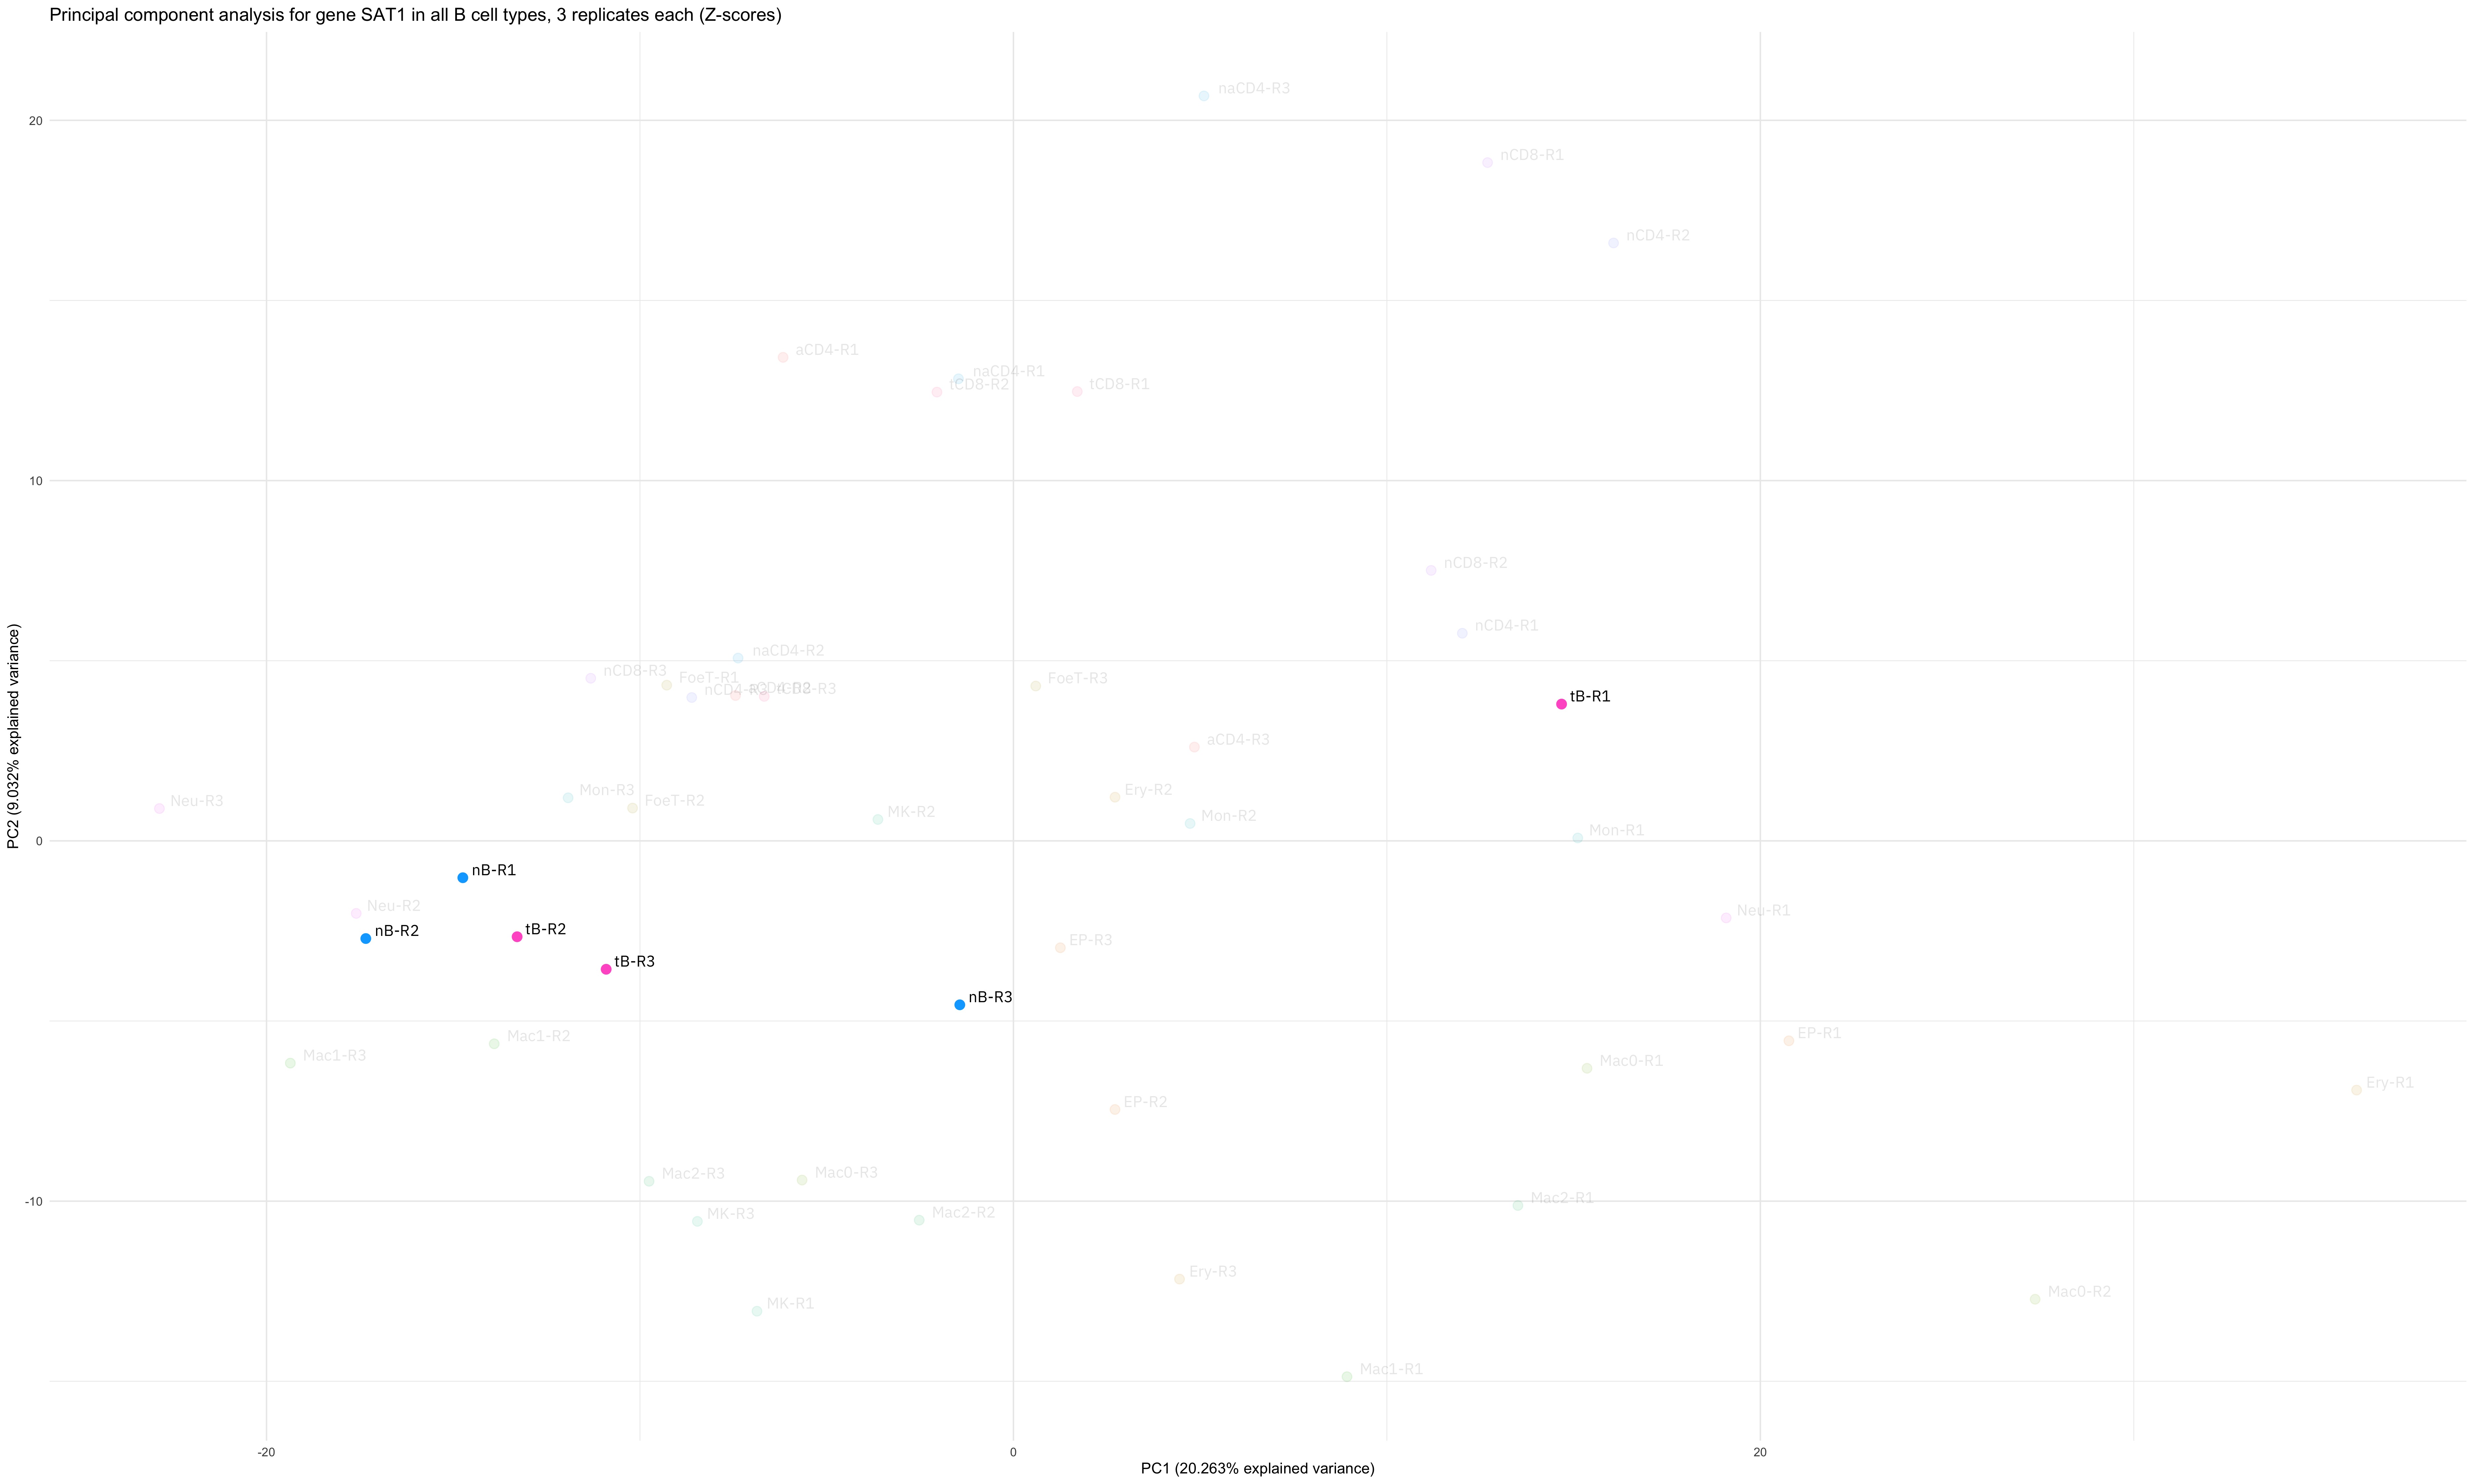 Principal component analysis for gene SAT1 in all B cell types, 3 replicates each (Z-scores)
naCD4-R3
20
nCD8-R1
nCD4-R2
aCD4-R1
naCD4-R1
tCD8-R2
tCD8-R1
10
nCD8-R2
nCD4-R1
naCD4-R2
nCD8-R3
FoeT-R1
FoeT-R3
nCD4-R3
aCD4-R2
tCD8-R3
tB-R1
aCD4-R3
Neu-R3
Mon-R3
FoeT-R2
MK-R2
Ery-R2
Mon-R2
Mon-R1
0
nB-R1
Neu-R2
nB-R2
tB-R2
Neu-R1
EP-R3
tB-R3
nB-R3
Mac1-R2
EP-R1
Mac1-R3
Mac0-R1
Ery-R1
EP-R2
Mac2-R3
Mac0-R3
-10
Mac2-R1
MK-R3
Mac2-R2
Ery-R3
Mac0-R2
MK-R1
Mac1-R1
-20
0
20
PC1 (20.263% explained variance)
PC2 (9.032% explained variance)